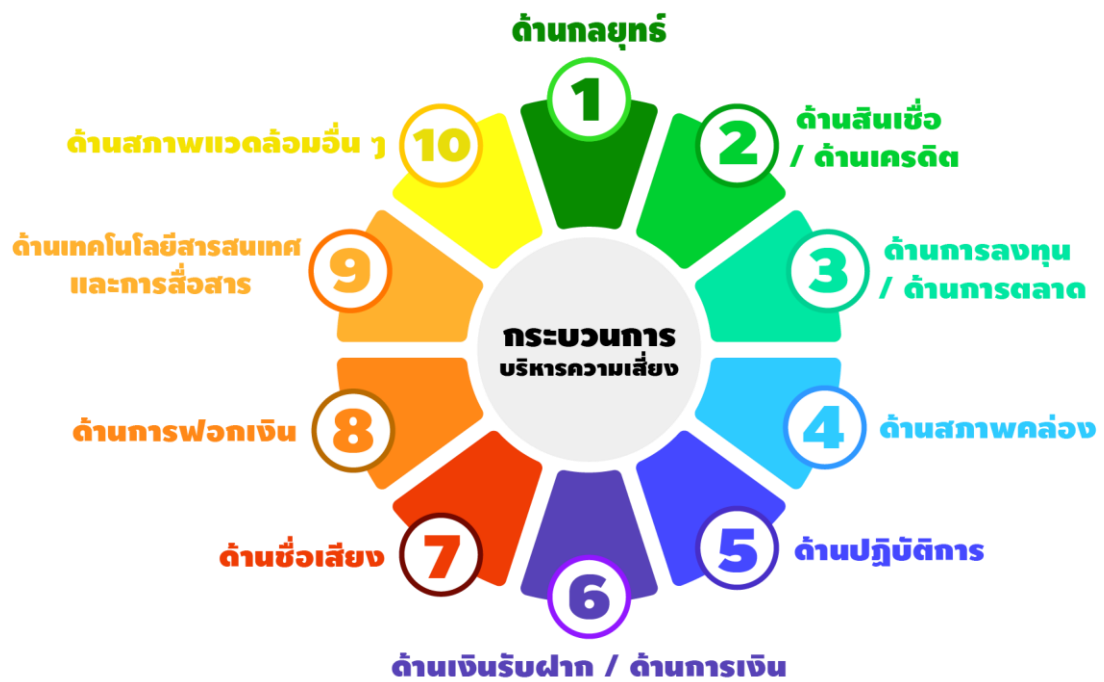 ด้านกลยุทธ์
1
2
ด้านสินเชื่อ
/ ด้านเครดิต
3
ด้านการลงทุน
/ ด้านการตลาด
4
ด้านสภาพคล่อง
5
ด้านปฏิบัติการ
6
ด้านเงินรับฝาก / ด้านการเงิน
7
ด้านชื่อเสียง
8
ด้านการฟอกเงิน
9
ด้านเทคโนโลยีสารสนเทศ
และการสื่อสาร
10
ด้านสภาพแวดล้อมอื่น ๆ
กระบวนการ
บริหารความเสี่ยง